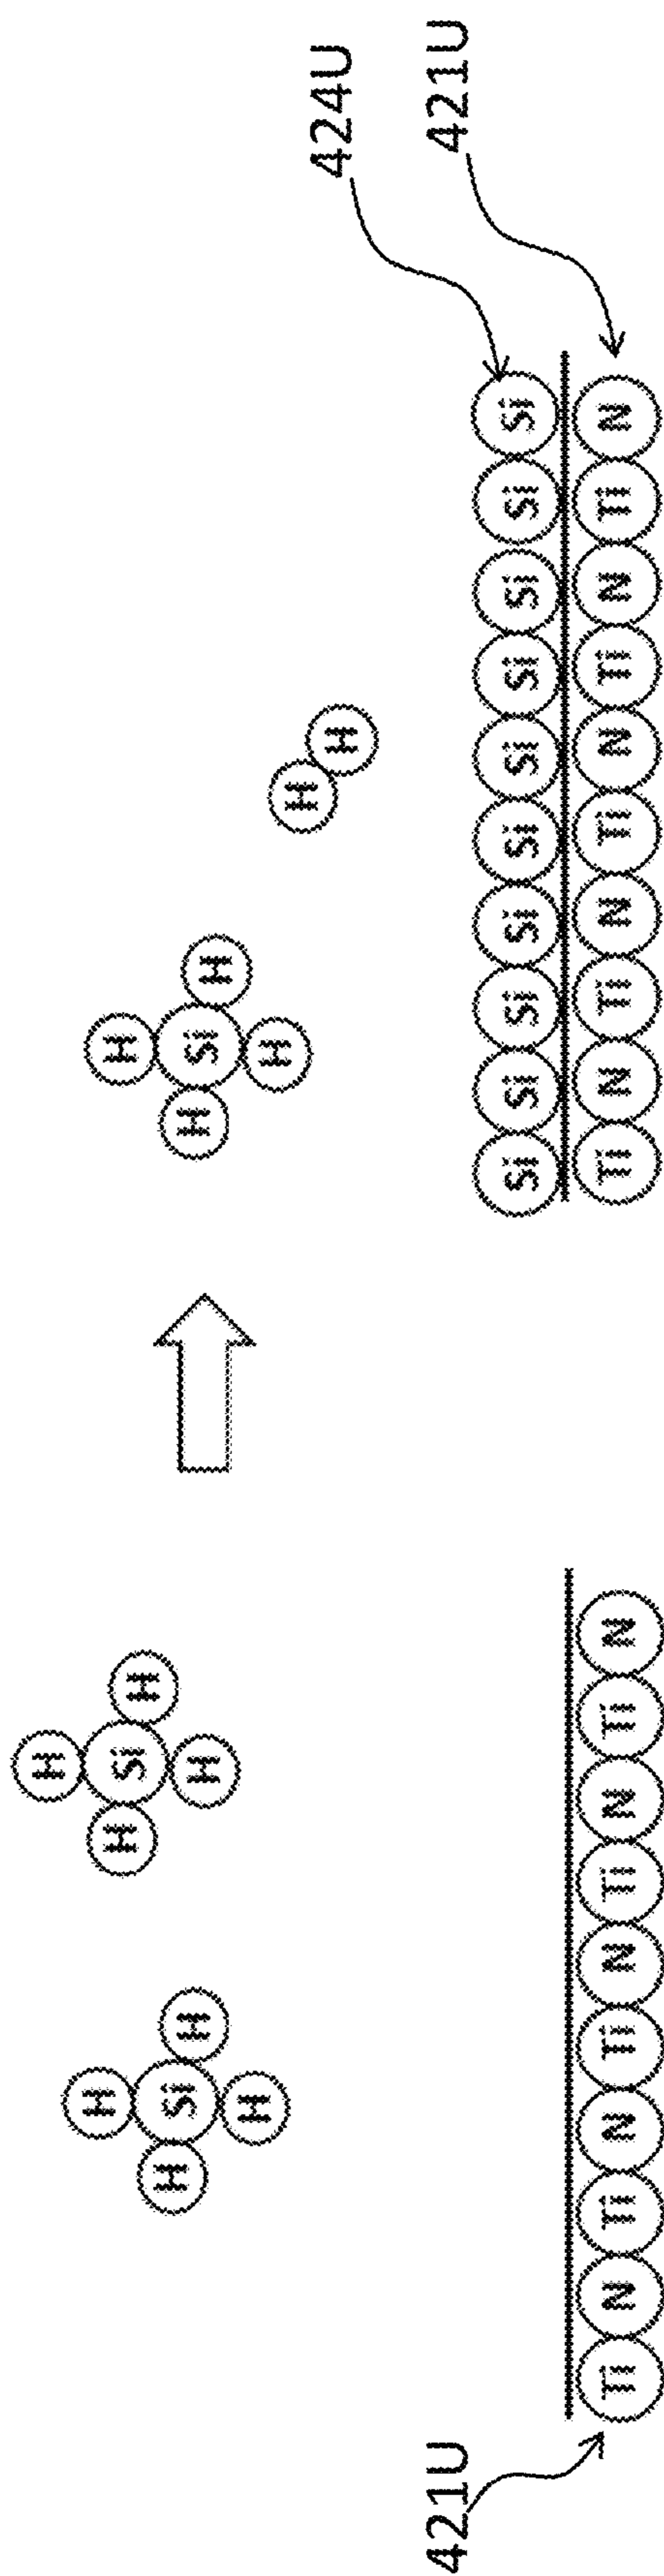 H
H Si H
H
H
H Si H
H
421U
Ti N Ti N Ti N Ti N Ti N
H
H Si H
H
H H
424U
421U
Si Si Si Si Si Si Si Si Si Si
Ti N Ti N Ti N Ti N Ti N